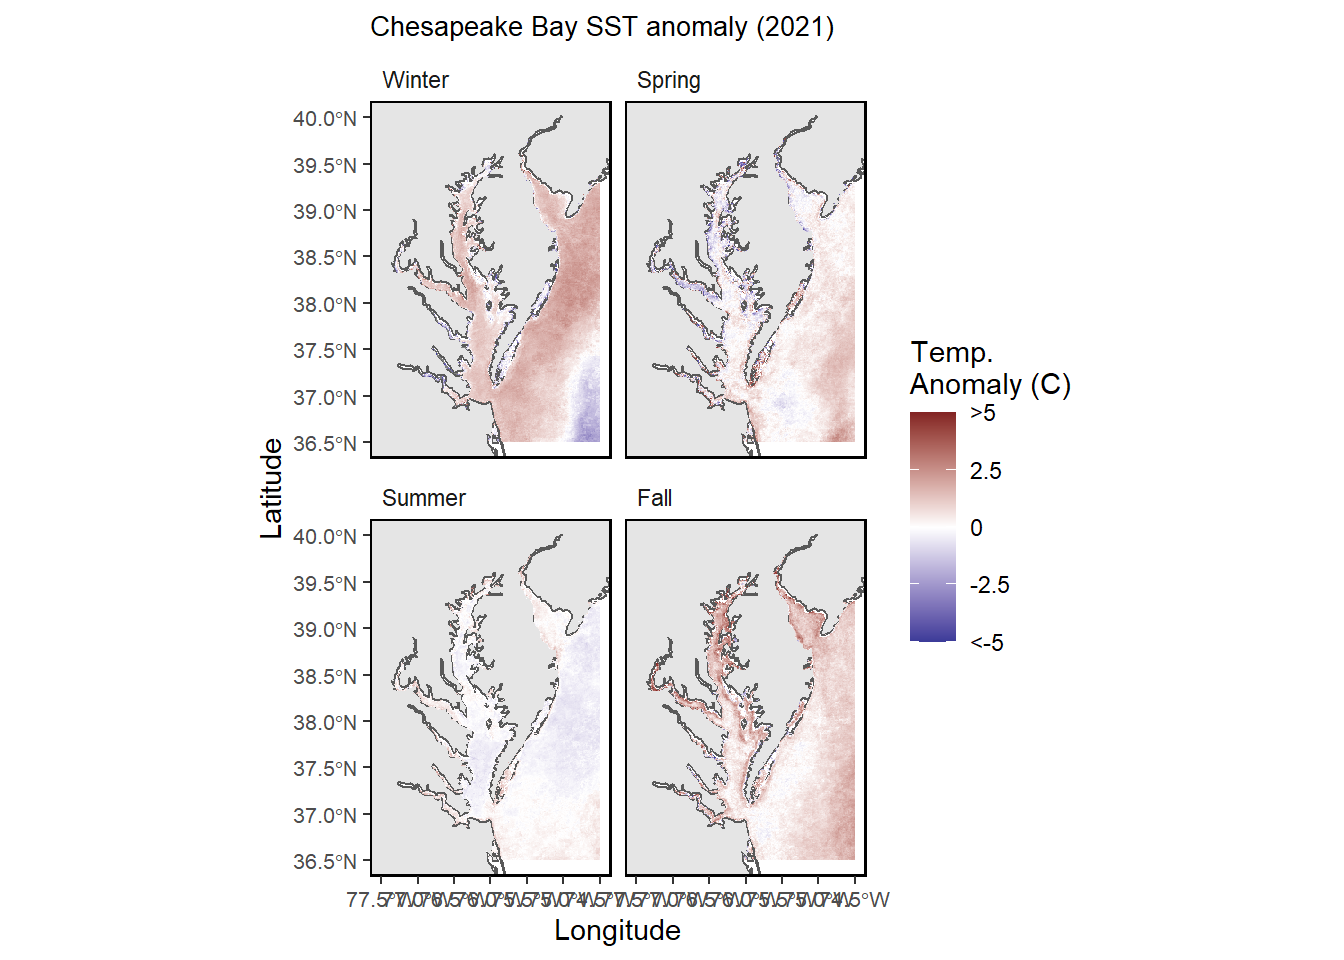 Chesapeake Bay SST anomaly (2021)
Winter
Spring
40.0°N
39.5°N
39.0°N
38.5°N
38.0°N
37.5°N
37.0°N
36.5°N
Summer
Fall
40.0°N
39.5°N
39.0°N
38.5°N
38.0°N
37.5°N
37.0°N
36.5°N
Latitude
Longitude
Temp.
Anomaly (C)
>5
2.5
0
-2.5
<-5